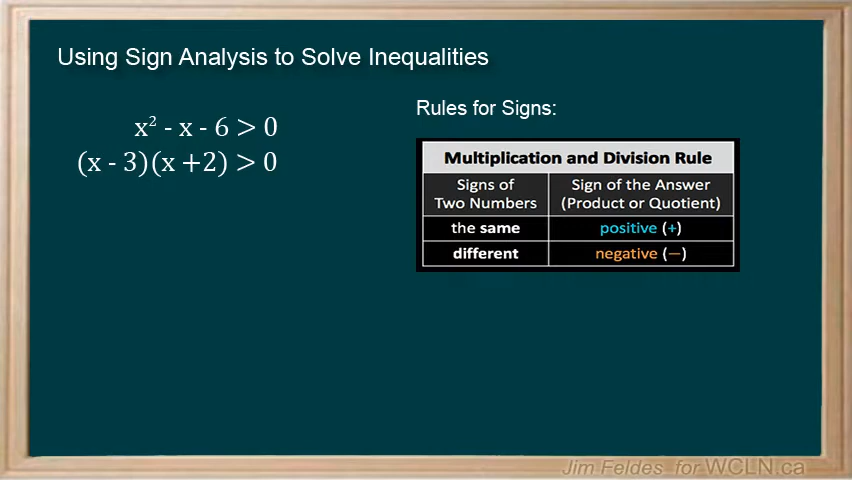 Using Sign Analysis to Solve Inequalities
x² - x - 6 > 0
(x - 3)(x + 2) > 0
Rules for Signs:
Multiplication and Division Rule
Signs of Two Numbers
Sign of the Answer (Product or Quotient)
the same
positive (+)
different
negative (—)
Jim Feldes for WCLN.ca